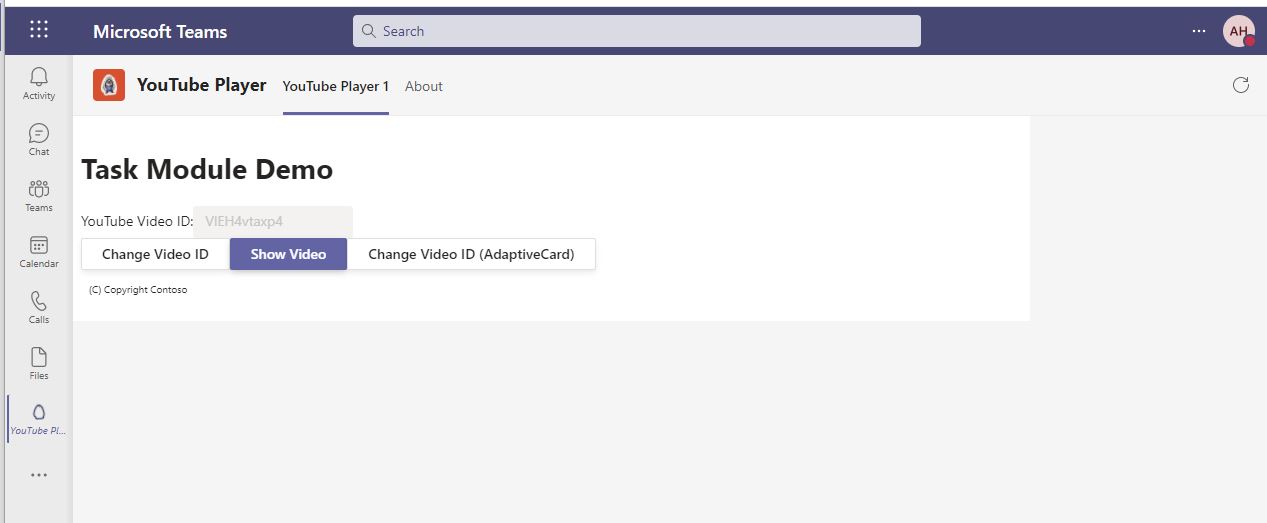 Microsoft Teams
Search
AH
Activity
Chat
Teams
Calendar
Calls
Files
YouTube Pl...
YouTube Player
YouTube Player 1
About
Task Module Demo
YouTube Video ID: VlEH4vtaxp4
Change Video ID
Show Video
Change Video ID (AdaptiveCard)
(C) Copyright Contoso